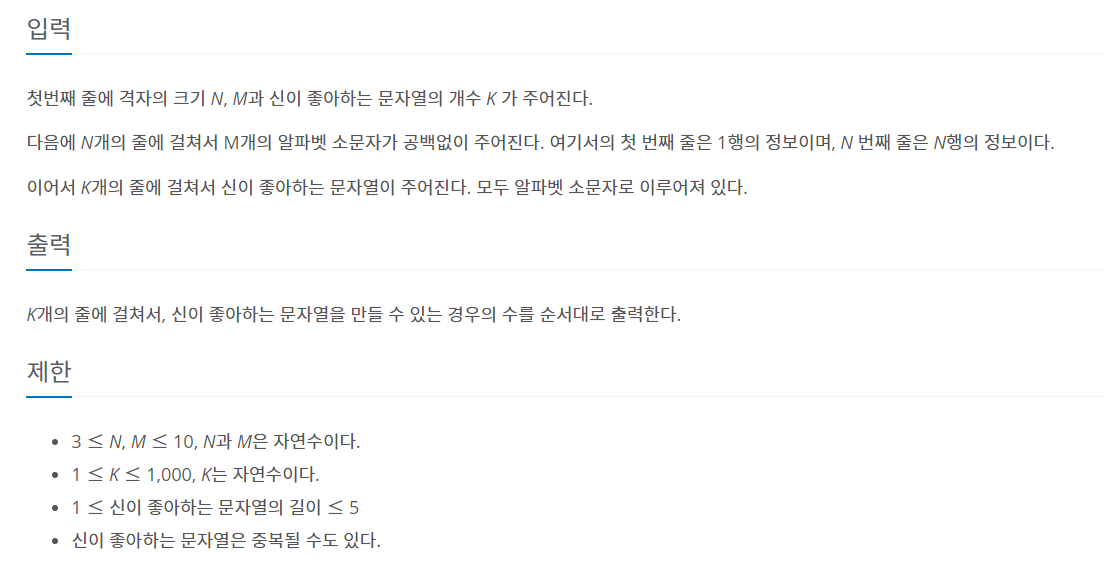 입력
첫번째 줄에 격자의 크기 N, M과 신이 좋아하는 문자열의 개수 K 가 주어진다.
다음에 N개의 줄에 걸쳐서 M개의 알파벳 소문자가 공백없이 주어진다. 여기서의 첫 번째 줄은 1행의 정보이며, N 번째 줄은 N행의 정보이다.
이어서 K개의 줄에 걸쳐서 신이 좋아하는 문자열이 주어진다. 모두 알파벳 소문자로 이루어져 있다.
출력
K개의 줄에 걸쳐서, 신이 좋아하는 문자열을 만들 수 있는 경우의 수를 순서대로 출력한다.
제한
• 3 ≤ N, M ≤ 10, N과 M은 자연수이다.
• 1 ≤ K ≤ 1,000, K는 자연수이다.
• 1 ≤ 신이 좋아하는 문자열의 길이 ≤ 5
• 신이 좋아하는 문자열은 중복될 수도 있다.